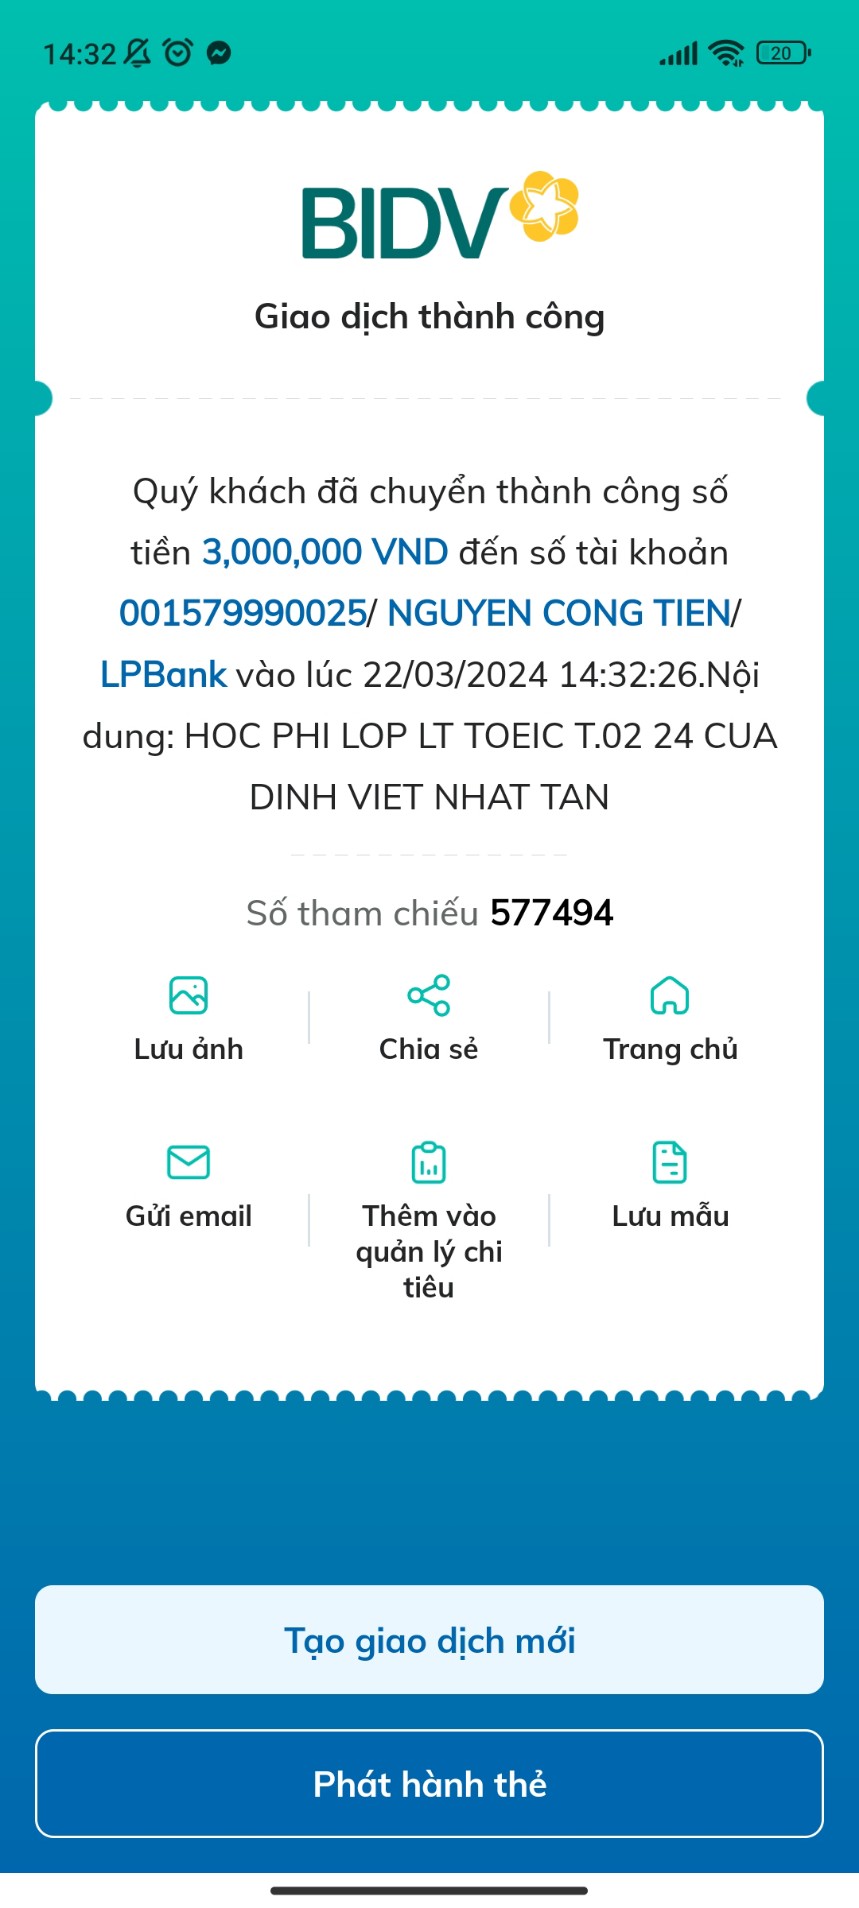 14:32
20
BIDV
Giao dịch thành công
Quý khách đã chuyển thành công số
tiền 3,000,000 VND đến số tài khoản
001579990025/ NGUYEN CONG TIEN/
LPBank vào lúc 22/03/2024 14:32:26.Nội
dung: HOC PHI LOP LT TOEIC T.02 24 CUA
DINH VIET NHAT TAN
Số tham chiếu 577494
Lưu ảnh
Chia sẻ
Trang chủ
Gửi email
Thêm vào
quản lý chi
tiêu
Lưu mẫu
Tạo giao dịch mới
Phát hành thẻ